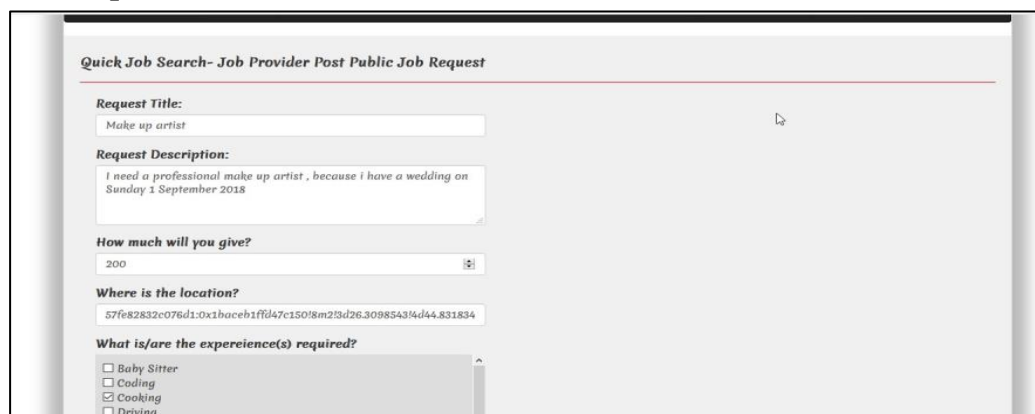 Quick Job Search- Job Provider Post Public Job Request
Request Title:
Make up artist
Request Description:
I need a professional make up artist , because i have a wedding on
Sunday 1 September 2018
How much will you give?
200
Where is the location?
57fe82832c076d1:0x1baceb1ffd47c150!8m2!3d26.3098543!4d44.831834
What is/are the expereience(s) required?
Baby Sitter
Coding
Cooking
Driving